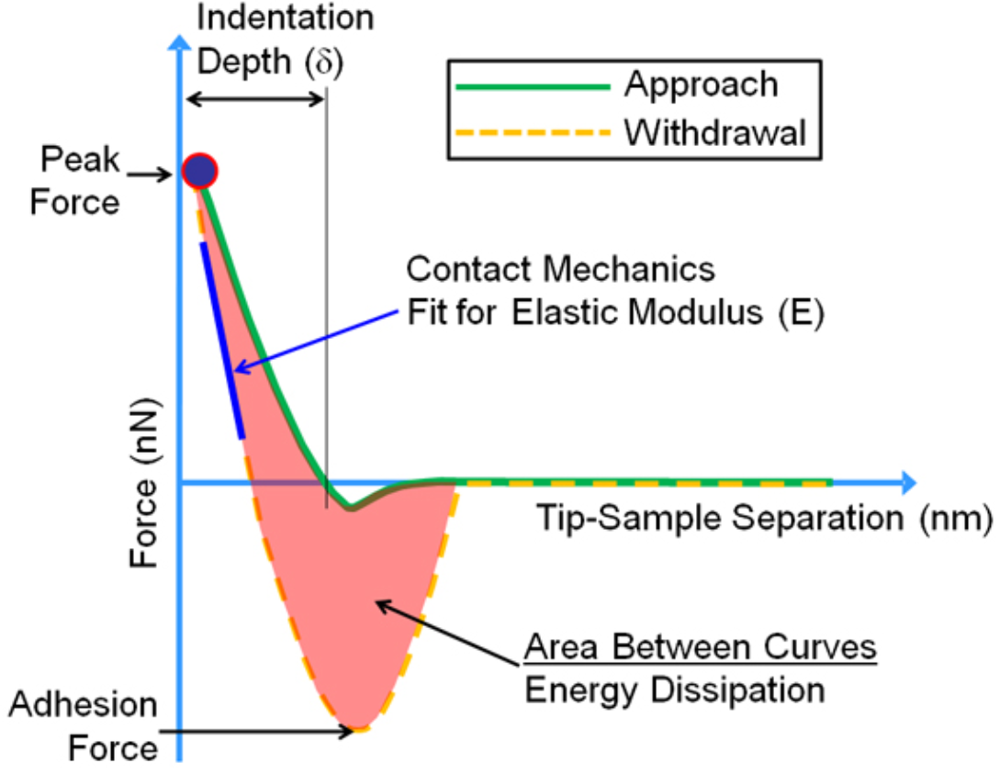 Indentation
Depth (δ)
Approach
Withdrawal
Peak
Force
Contact Mechanics
Fit for Elastic Modulus (E)
Force (nN)
Tip-Sample Separation (nm)
Area Between Curves
Energy Dissipation
Adhesion
Force